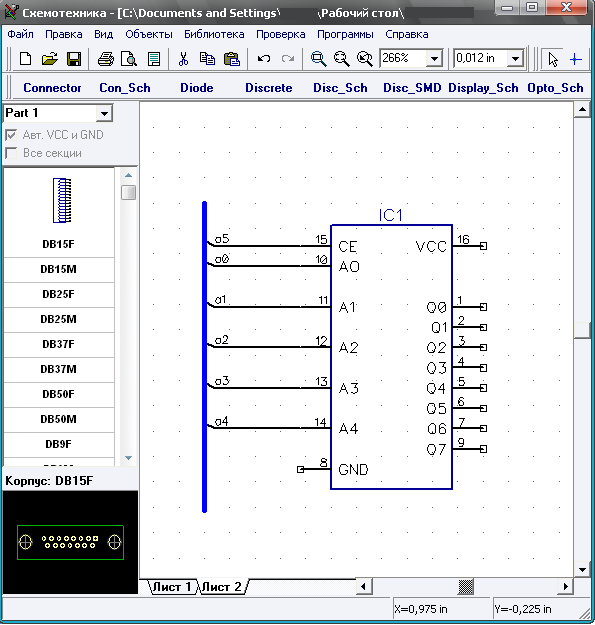 Схемотехника - [C:\Documents and Settings\ \Рабочий стол\
Файл Правка Вид Объекты Библиотека Проверка Программы Справка
266% 0,012 in
Connector Con_Sch Diode Discrete Disc_Sch Disc_SMD Display_Sch Opto_Sch
Part 1
Авт. VCC и GND
Все секции
DB15F
DB15M
DB25F
DB25M
DB37F
DB37M
DB50F
DB50M
DB9F
Корпус: DB15F
IC1
a5 15 CE VCC 16
a0 10 A0
a1 11 A1 Q0 1
Q1 2
a2 12 A2 Q2 3
Q3 4
a3 13 A3 Q4 5
Q5 6
a4 14 A4 Q6 7
Q7 9
8 GND
Лист 1 Лист 2
X=0,975 in Y=-0,225 in